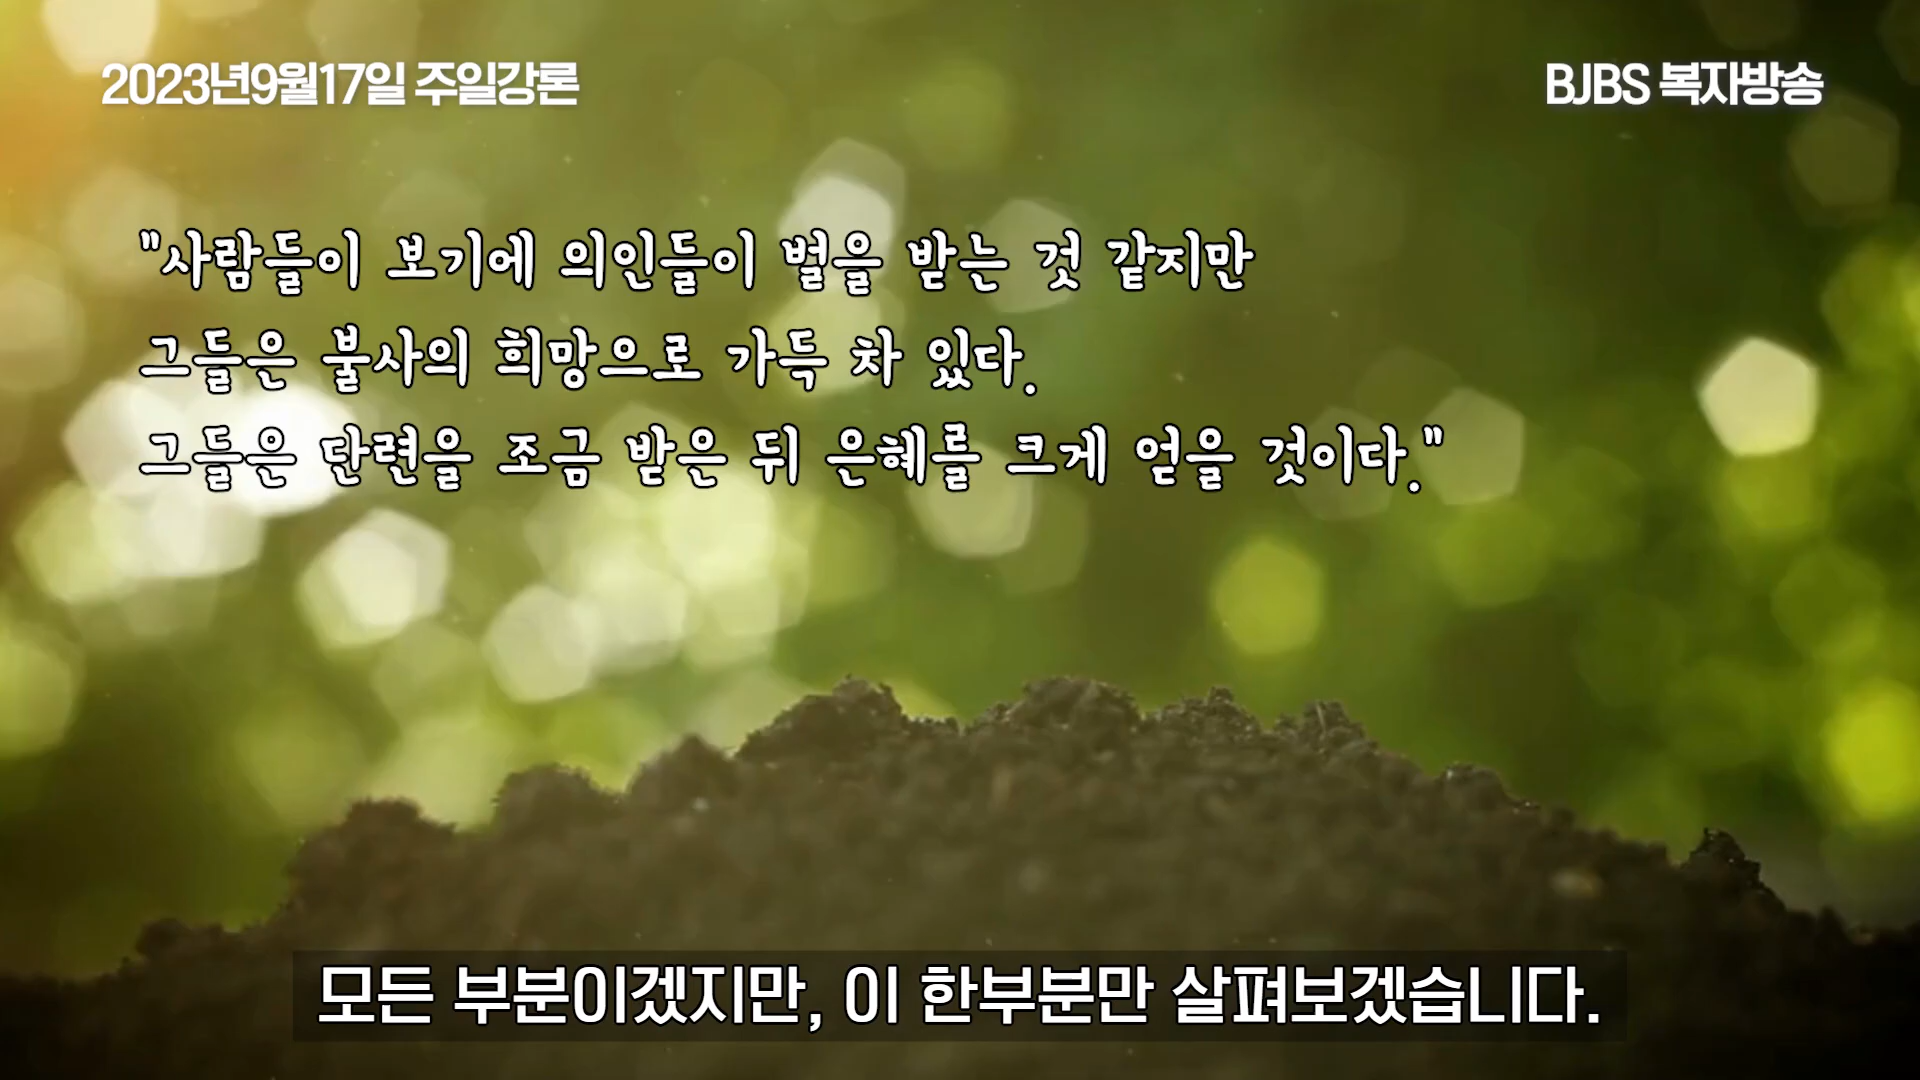 2023년9월17일 주일강론
BJBS 복자방송
"사람들이 보기에 의인들이 벌을 받는 것 같지만
그들은 불사의 희망으로 가득 차 있다.
그들은 단련을 조금 받은 뒤 은혜를 크게 얻을 것이다."
모든 부분이겠지만, 이 한부분만 살펴보겠습니다.